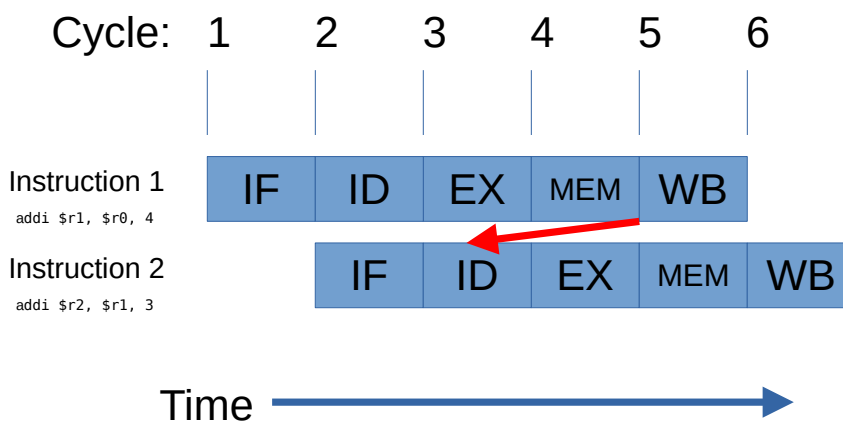 Cycle: 1 2 3 4 5 6
Instruction 1
addi $r1, $r0, 4
IF ID EX MEM WB
Instruction 2
addi $r2, $r1, 3
IF ID EX MEM WB
Time